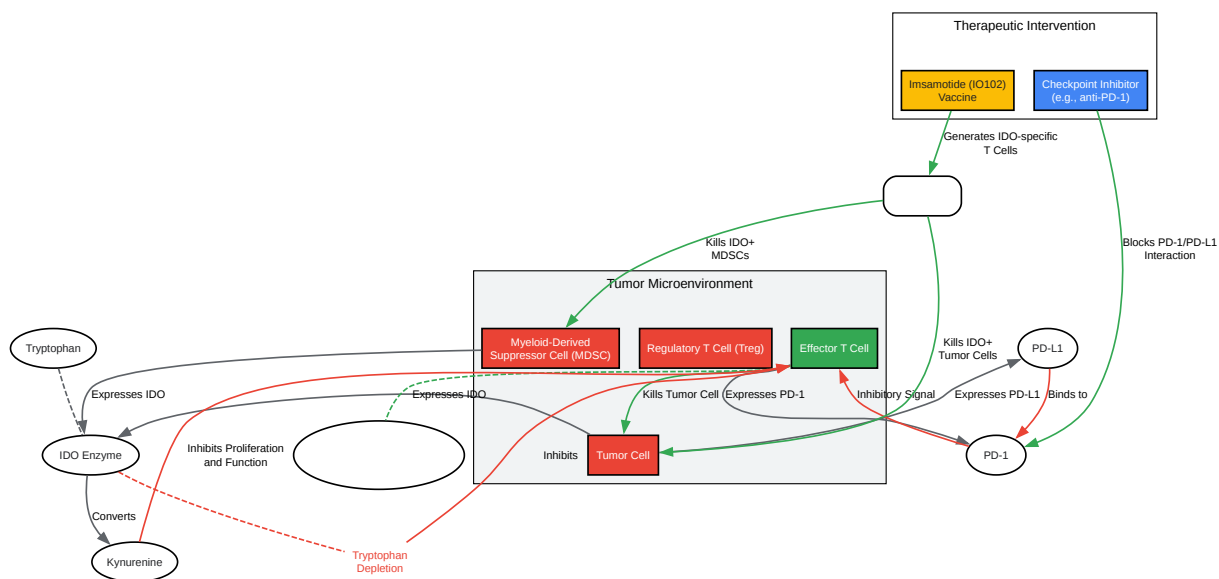 Therapeutic Intervention
Imsamotide (IO102)
Vaccine
Checkpoint Inhibitor
(e.g., anti-PD-1)
Generates IDO-specific
T Cells
Kills IDO+
MDSCs
Blocks PD-1/PD-L1
Interaction
Tumor Microenvironment
Myeloid-Derived
Suppressor Cell (MDSC)
Regulatory T Cell (Treg)
Effector T Cell
Kills IDO+
Tumor Cells
PD-L1
Tryptophan
Expresses IDO
Expresses IDO
Kills Tumor Cell
Expresses PD-1
Inhibitory Signal
Expresses PD-L1
Binds to
IDO Enzyme
Inhibits Proliferation
and Function
Inhibits
Tumor Cell
PD-1
Converts
Kynurenine
Tryptophan
Depletion